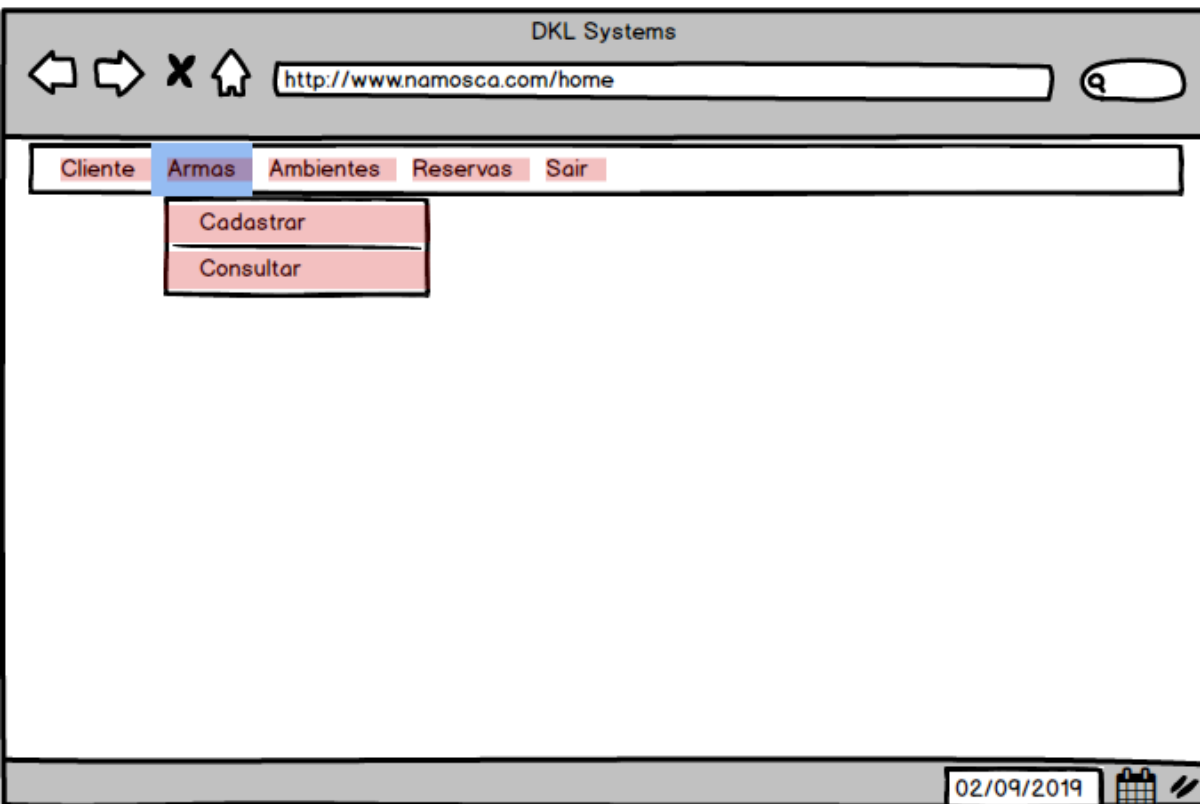 DKL Systems
http://www.namosca.com/home
Cliente Armas Ambientes Reservas Sair
Cadastrar
Consultar
02/09/2019